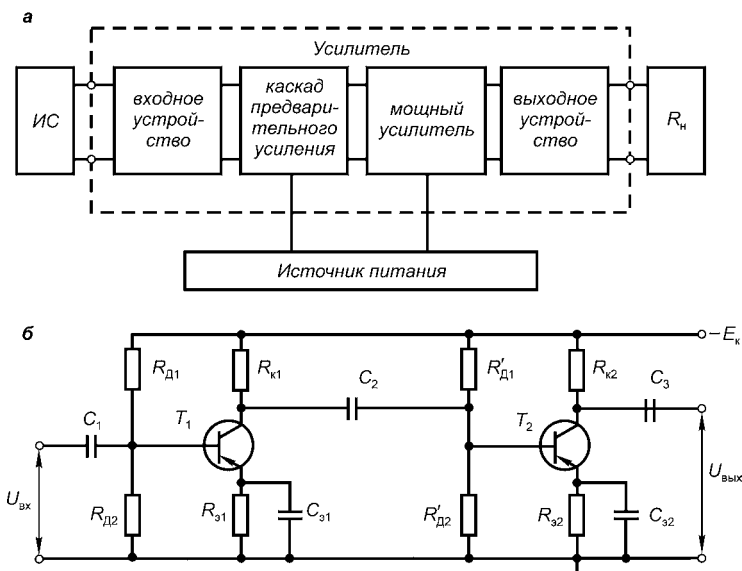 а
Усилитель
ИС
входное
устрой-
ство
каскад
предвари-
тельного
усиления
мощный
усилитель
выходное
устрой-
ство
Rн
Источник питания
б
−Eк
RД1
Rк1
R′Д1
Rк2
C1
T1
C2
T2
C3
Uвх
RД2
Rэ1
Cэ1
R′Д2
Rэ2
Cэ2
Uвых